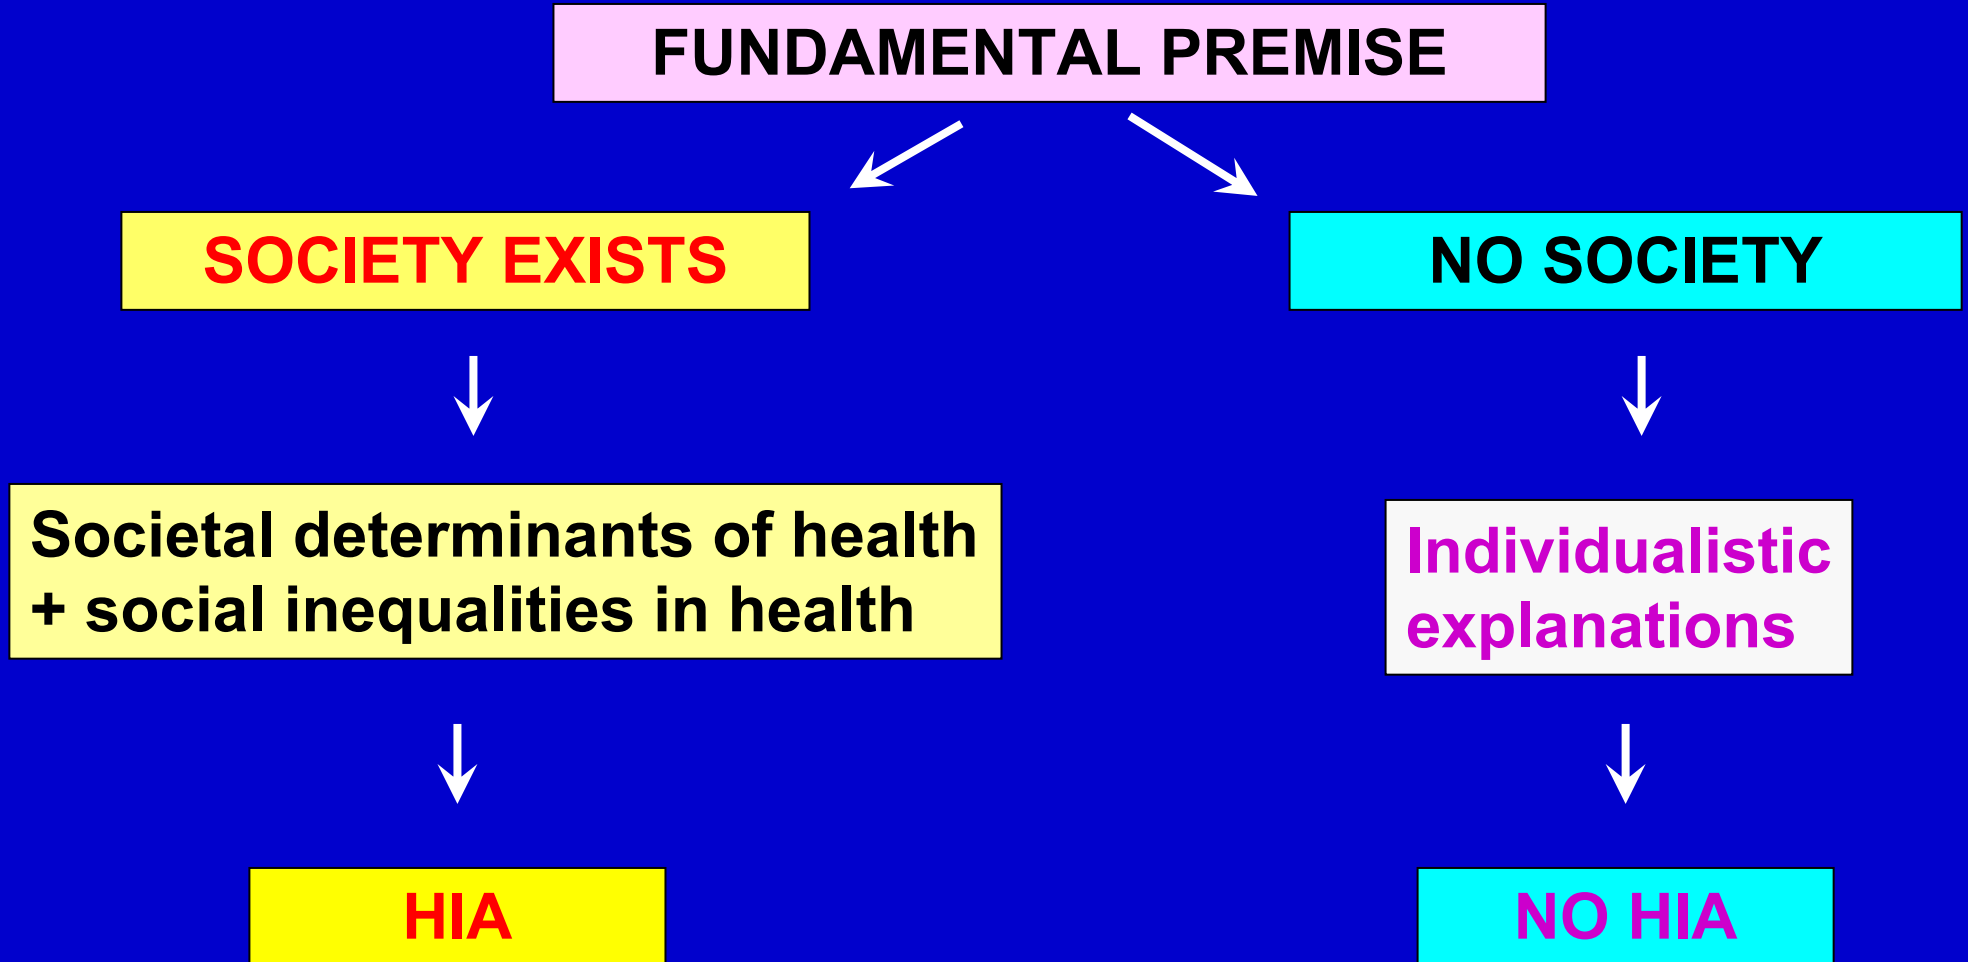 FUNDAMENTAL PREMISE
SOCIETY EXISTS
NO SOCIETY
Societal determinants of health
+ social inequalities in health
Individualistic
explanations
HIA
NO HIA